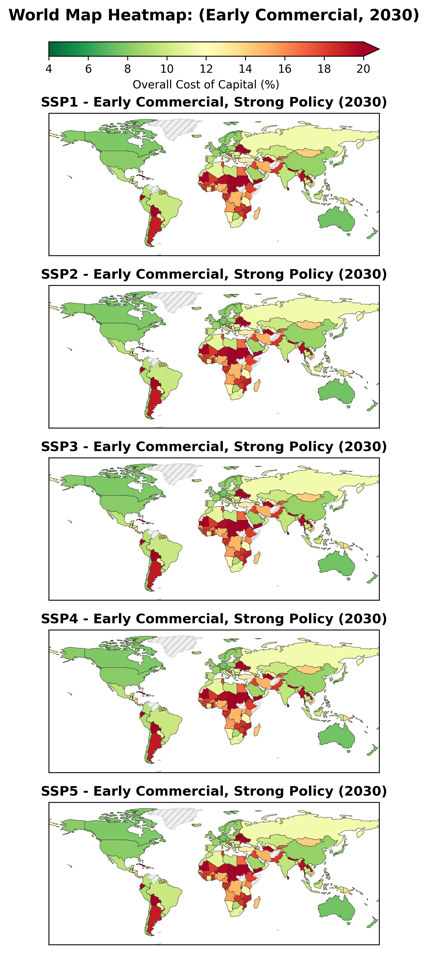 World Map Heatmap: (Early Commercial, 2030)
4 6 8 10 12 14 16 18 20
Overall Cost of Capital (%)
SSP1 - Early Commercial, Strong Policy (2030)
SSP2 - Early Commercial, Strong Policy (2030)
SSP3 - Early Commercial, Strong Policy (2030)
SSP4 - Early Commercial, Strong Policy (2030)
SSP5 - Early Commercial, Strong Policy (2030)